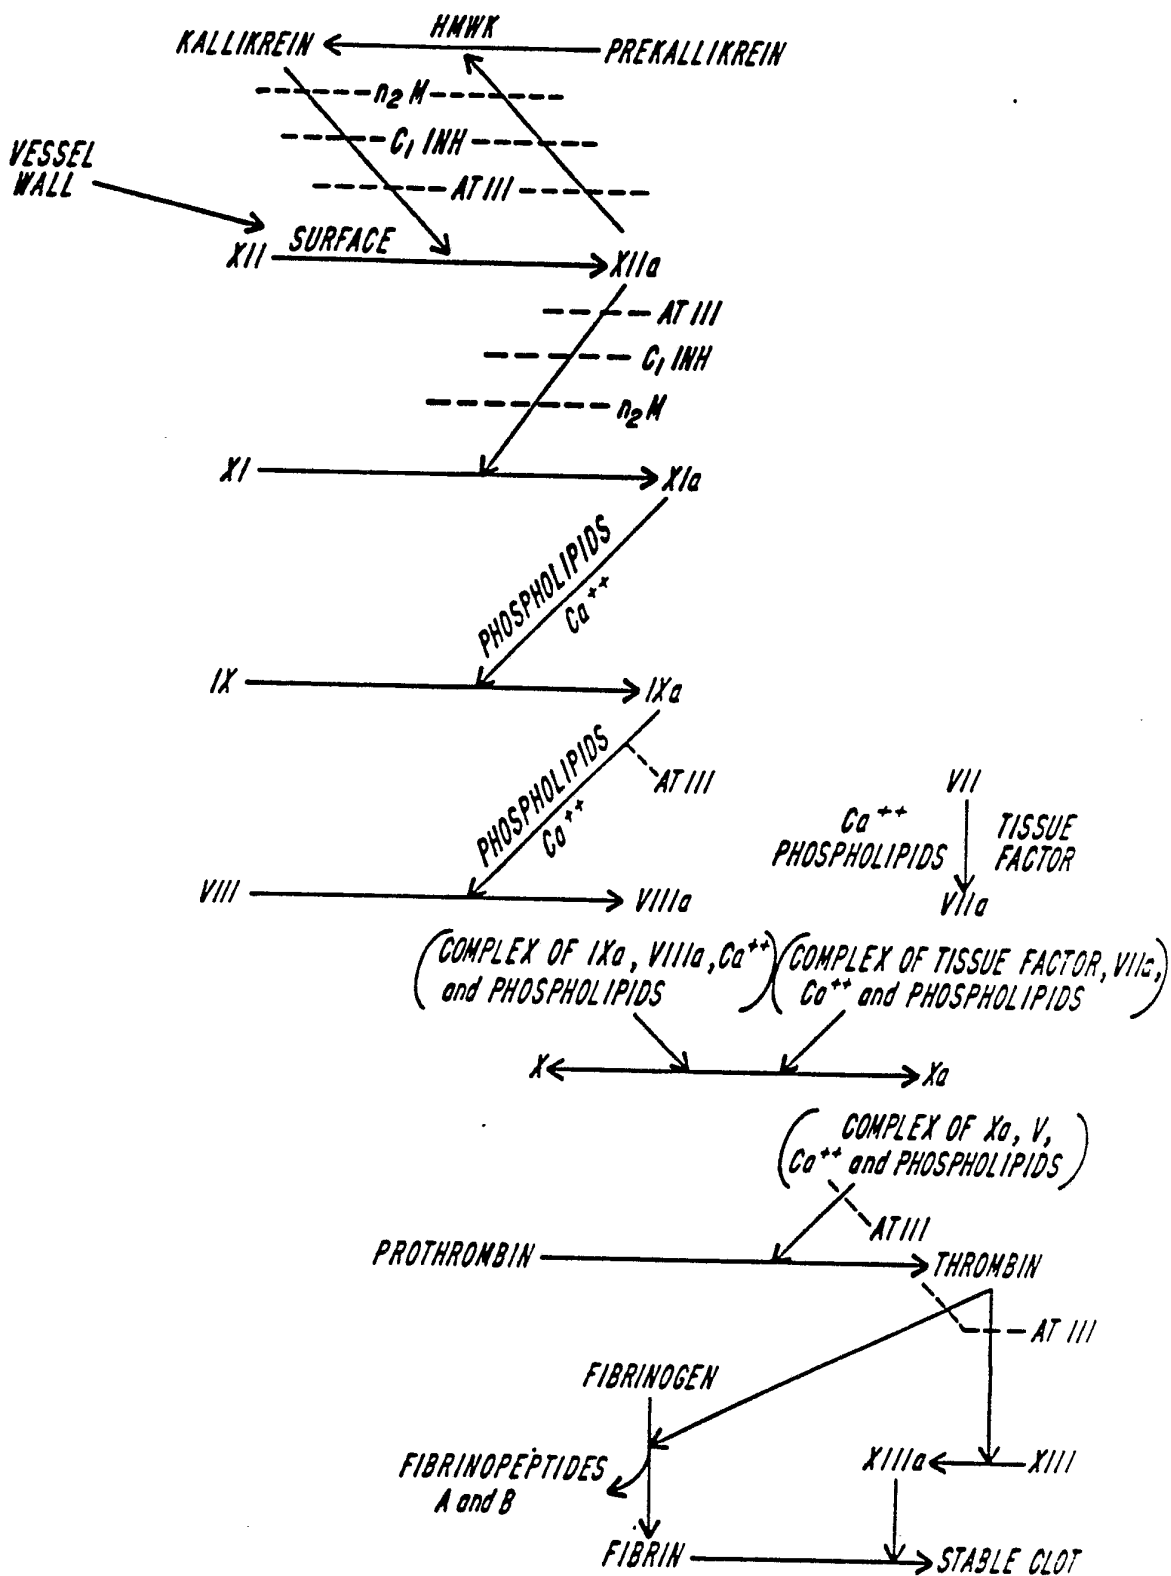 HMWK
KALLIKREIN
PREKALLIKREIN
n₂M
C₁ INH
AT III
VESSEL
WALL
XII
SURFACE
XIIa
AT III
C₁ INH
n₂M
XI
XIa
PHOSPHOLIPIDS
Ca⁺⁺
IX
IXa
PHOSPHOLIPIDS
Ca⁺⁺
AT III
VII
Ca⁺⁺
PHOSPHOLIPIDS
TISSUE
FACTOR
VIIa
VIII
VIIIa
(COMPLEX OF IXa, VIIIa, Ca⁺⁺
and PHOSPHOLIPIDS)
(COMPLEX OF TISSUE FACTOR, VIIa,
Ca⁺⁺ and PHOSPHOLIPIDS)
X
Xa
(COMPLEX OF Xa, V,
Ca⁺⁺ and PHOSPHOLIPIDS)
AT III
PROTHROMBIN
THROMBIN
AT III
FIBRINOGEN
FIBRINOPEPTIDES
A and B
XIIIa
XIII
FIBRIN
STABLE CLOT